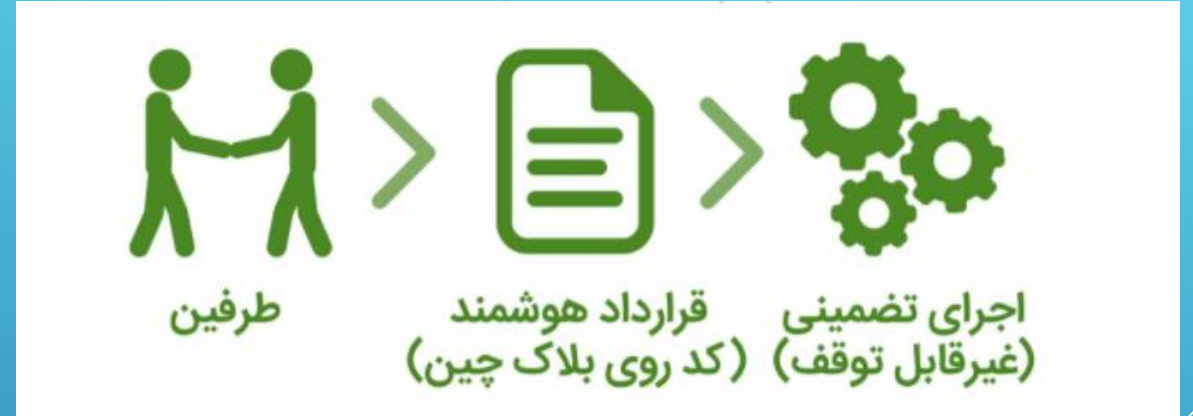 طرفین
قرارداد هوشمند
(کد روی بلاک چین)
اجرای تضمینی
(غیرقابل توقف)